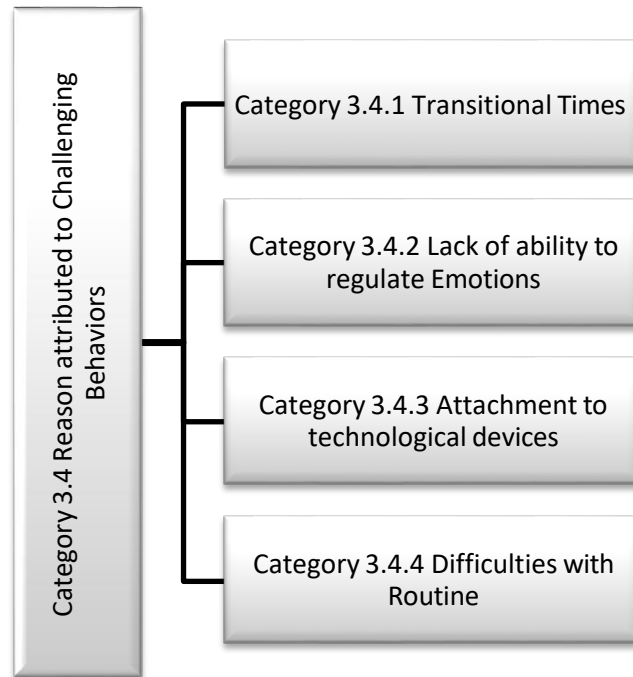 Category 3.4 Reason attributed to Challenging
Behaviors
Category 3.4.1 Transitional Times
Category 3.4.2 Lack of ability to
regulate Emotions
Category 3.4.3 Attachment to
technological devices
Category 3.4.4 Difficulties with
Routine